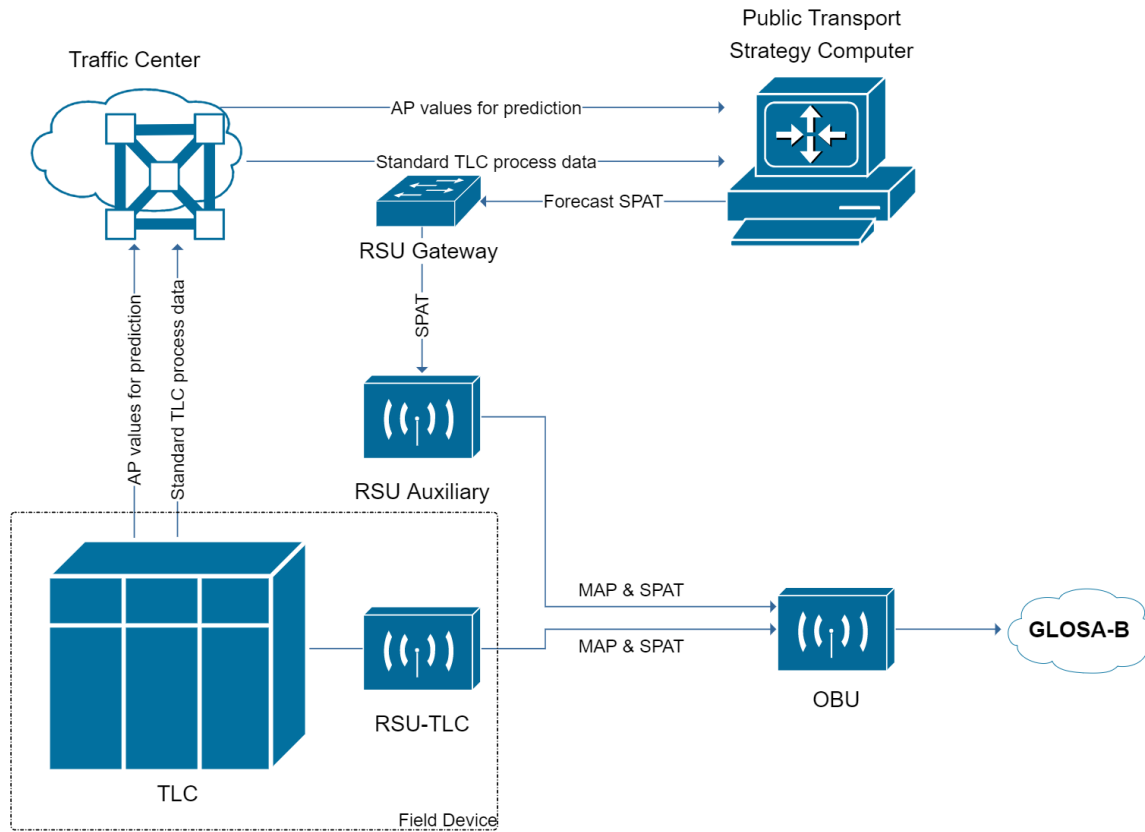 Public Transport
Strategy Computer
Traffic Center
AP values for prediction
Standard TLC process data
Forecast SPAT
RSU Gateway
AP values for prediction
Standard TLC process data
SPAT
RSU Auxiliary
MAP & SPAT
MAP & SPAT
GLOSA-B
OBU
RSU-TLC
TLC
Field Device